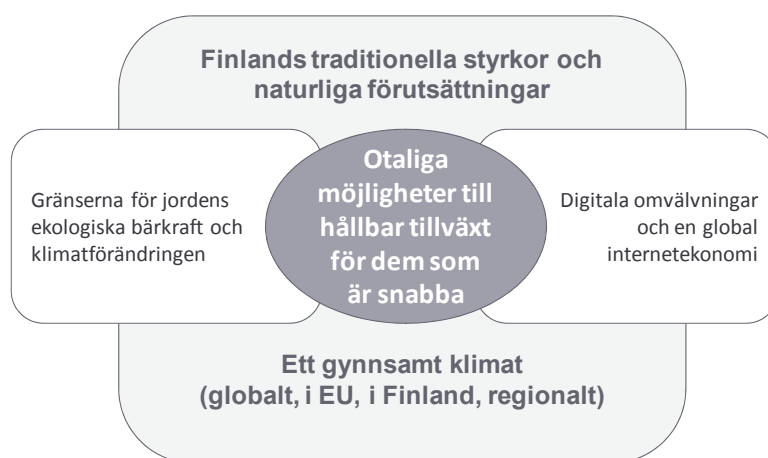 Finlands traditionella styrkor och
naturliga förutsättningar
Gränserna för jordens
ekologiska bärkraft och
klimatförändringen
Otaliga
möjligheter till
hållbar tillväxt
för dem som
är snabba
Digitala omvälvningar
och en global
internetekonomi
Ett gynnsamt klimat
(globalt, i EU, i Finland, regionalt)